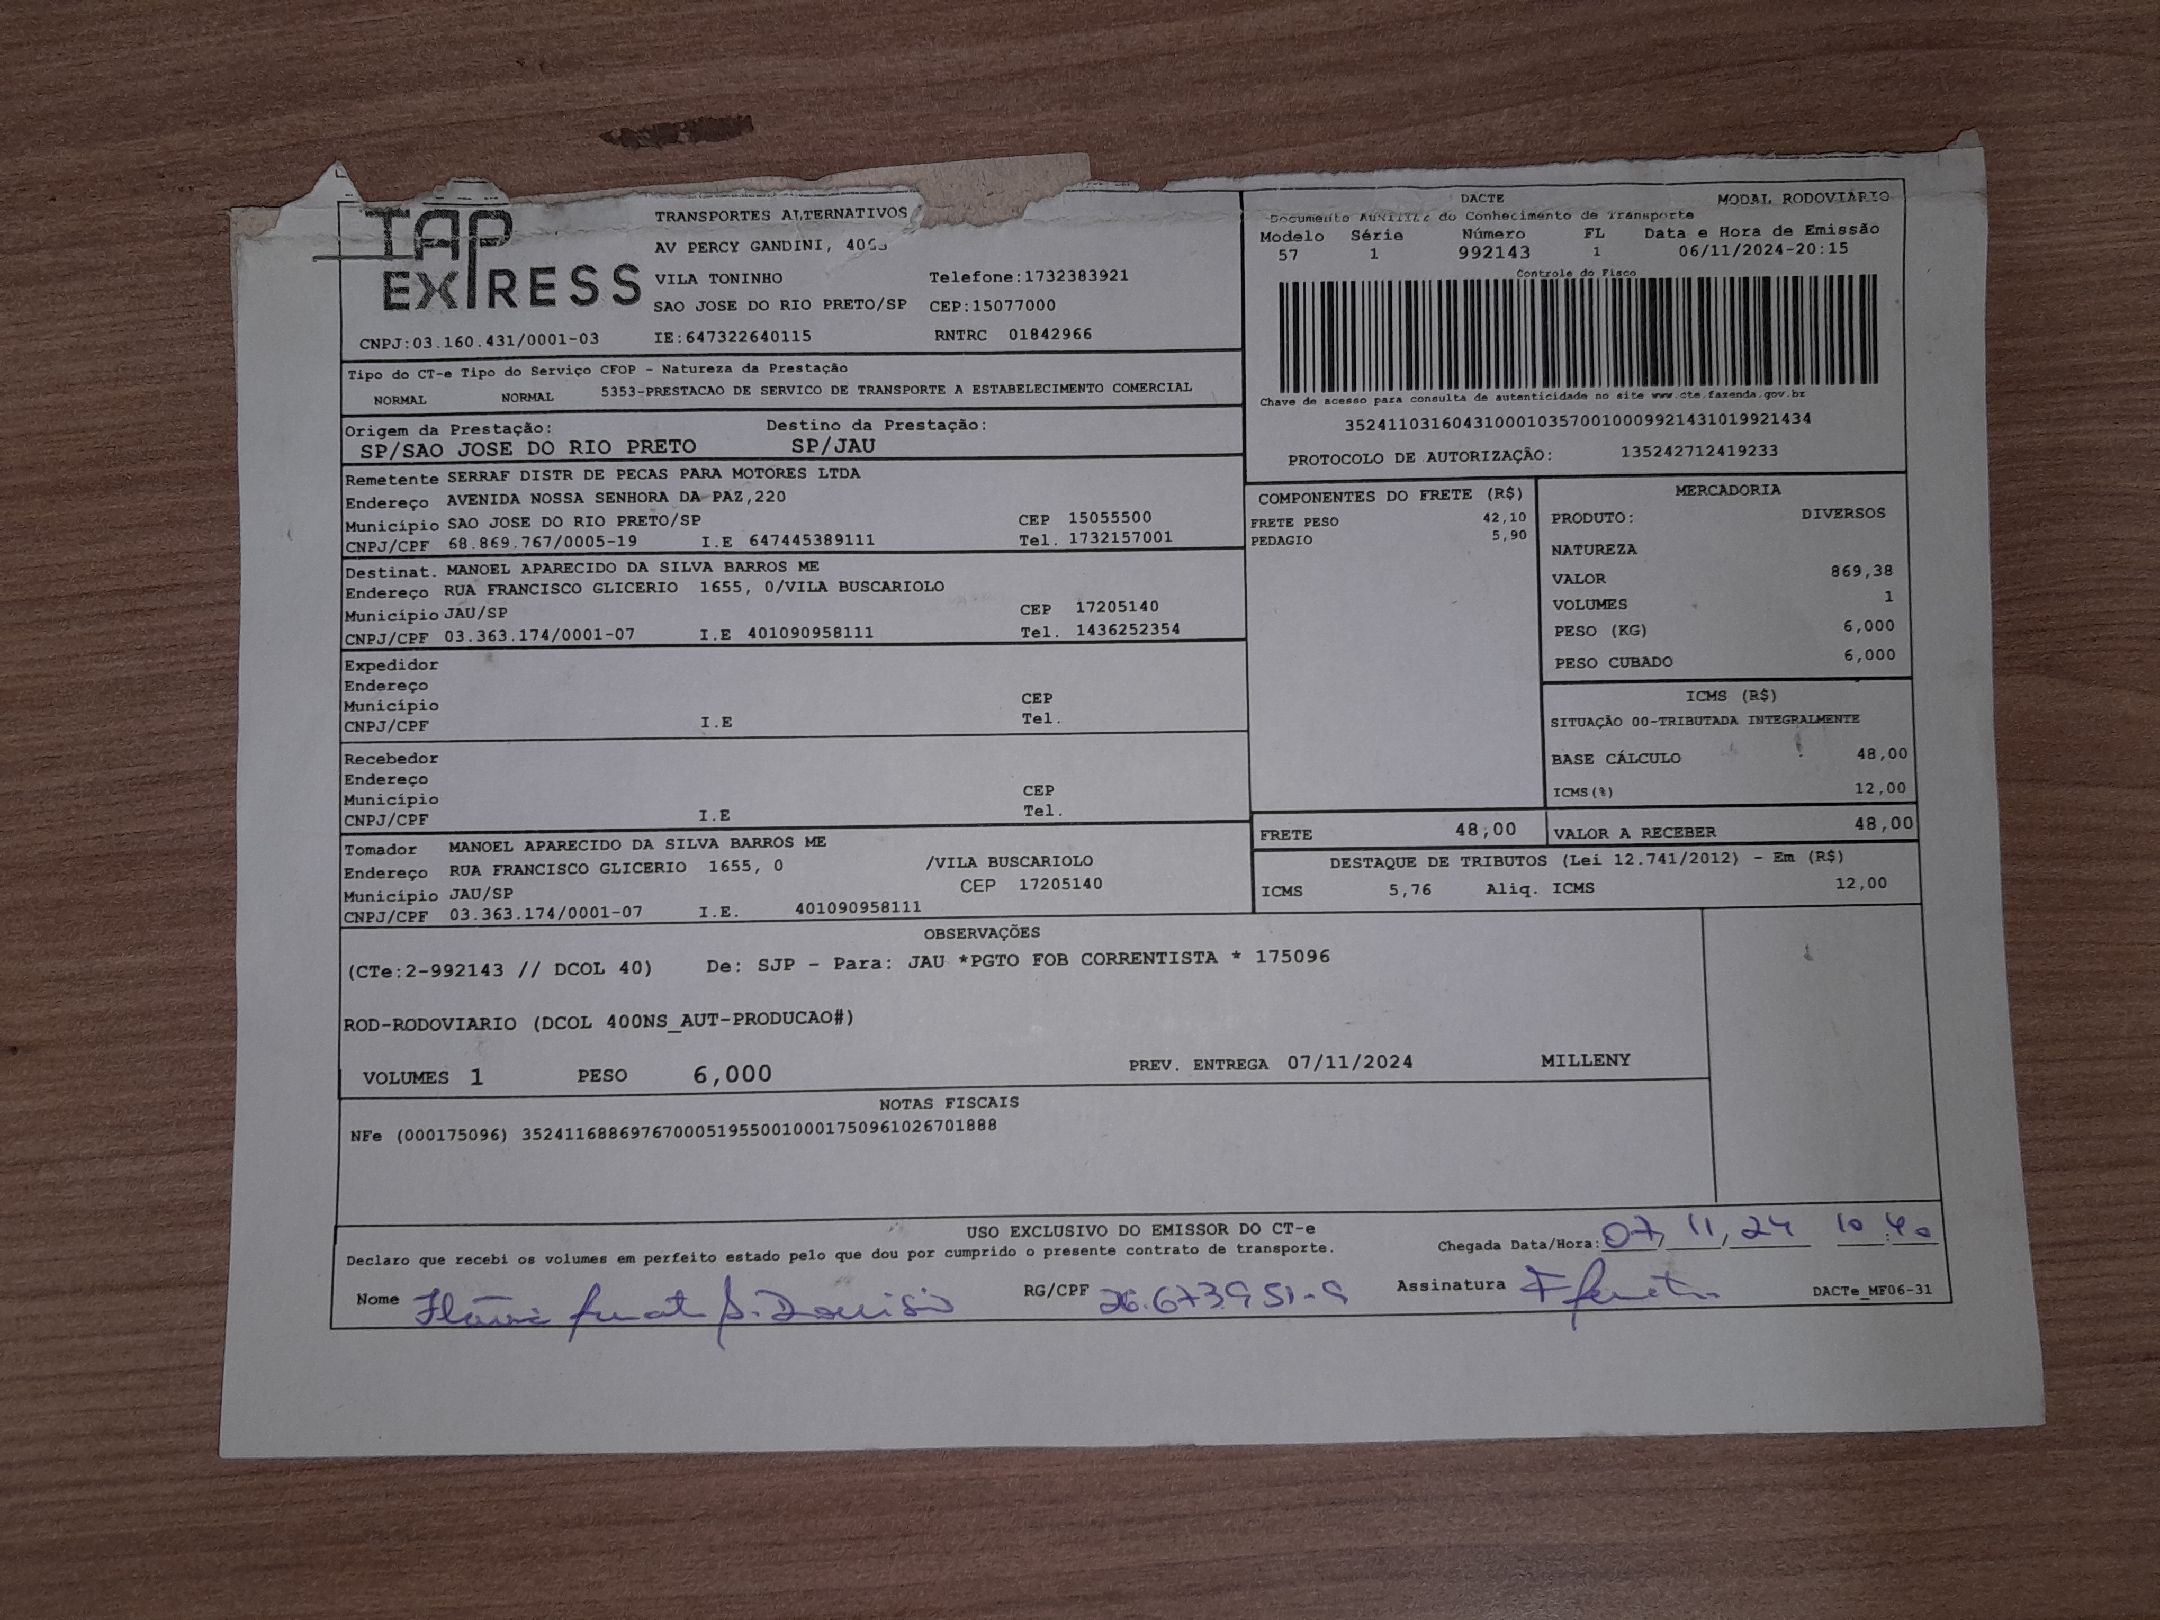 TAP EXPRESS
TRANSPORTES ALTERNATIVOS
AV PERCY GANDINI,
VILA TONINHO Telefone:1732383921
SAO JOSE DO RIO PRETO/SP CEP:15077000
CNPJ:03.160.431/0001-03 IE:647322640115 RNTRC 01842966
DACTE MODAL RODOVIARIO
Documento Auxiliar do Conhecimento de Transporte
Modelo Série Número FL Data e Hora de Emissão
57 1 992143 1 06/11/2024-20:15
Controle do Fisco
Chave de acesso para consulta de autenticidade no site www.cte.fazenda.gov.br
35241103160431000103570010009921431019921434
PROTOCOLO DE AUTORIZAÇÃO: 135242712419233
Tipo do CT-e Tipo do Serviço CFOP - Natureza da Prestação
NORMAL NORMAL 5353-PRESTACAO DE SERVICO DE TRANSPORTE A ESTABELECIMENTO COMERCIAL
Origem da Prestação: Destino da Prestação:
SP/SAO JOSE DO RIO PRETO SP/JAU
Remetente SERRAF DISTR DE PECAS PARA MOTORES LTDA
Endereço AVENIDA NOSSA SENHORA DA PAZ,220
Município SAO JOSE DO RIO PRETO/SP CEP 15055500
CNPJ/CPF 68.869.767/0005-19 I.E 647445389111 Tel. 1732157001
Destinat. MANOEL APARECIDO DA SILVA BARROS ME
Endereço RUA FRANCISCO GLICERIO 1655, 0/VILA BUSCARIOLO
Município JAU/SP CEP 17205140
CNPJ/CPF 03.363.174/0001-07 I.E 401090958111 Tel. 1436252354
Expedidor
Endereço
Município CEP
CNPJ/CPF I.E Tel.
Recebedor
Endereço
Município CEP
CNPJ/CPF I.E Tel.
Tomador MANOEL APARECIDO DA SILVA BARROS ME
Endereço RUA FRANCISCO GLICERIO 1655, 0 /VILA BUSCARIOLO
Município JAU/SP CEP 17205140
CNPJ/CPF 03.363.174/0001-07 I.E. 401090958111
COMPONENTES DO FRETE (R$)
FRETE PESO 42,10
PEDAGIO 5,90
MERCADORIA
PRODUTO: DIVERSOS
NATUREZA
VALOR 869,38
VOLUMES 1
PESO (KG) 6,000
PESO CUBADO 6,000
ICMS (R$)
SITUAÇÃO 00-TRIBUTADA INTEGRALMENTE
BASE CÁLCULO 48,00
ICMS(%) 12,00
FRETE 48,00 VALOR A RECEBER 48,00
DESTAQUE DE TRIBUTOS (Lei 12.741/2012) - Em (R$)
ICMS 5,76 Aliq. ICMS 12,00
OBSERVAÇÕES
(CTe:2-992143 // DCOL 40) De: SJP - Para: JAU *PGTO FOB CORRENTISTA * 175096
ROD-RODOVIARIO (DCOL 400NS_AUT-PRODUCAO#)
VOLUMES 1 PESO 6,000 PREV. ENTREGA 07/11/2024 MILLENY
NOTAS FISCAIS
NFe (000175096) 35241168869767000519550010001750961026701888
USO EXCLUSIVO DO EMISSOR DO CT-e
Declaro que recebi os volumes em perfeito estado pelo que dou por cumprido o presente contrato de transporte. Chegada Data/Hora: 07/11/24 10:40
Nome RG/CPF 26.673951-9 Assinatura DACTe_MF06-31